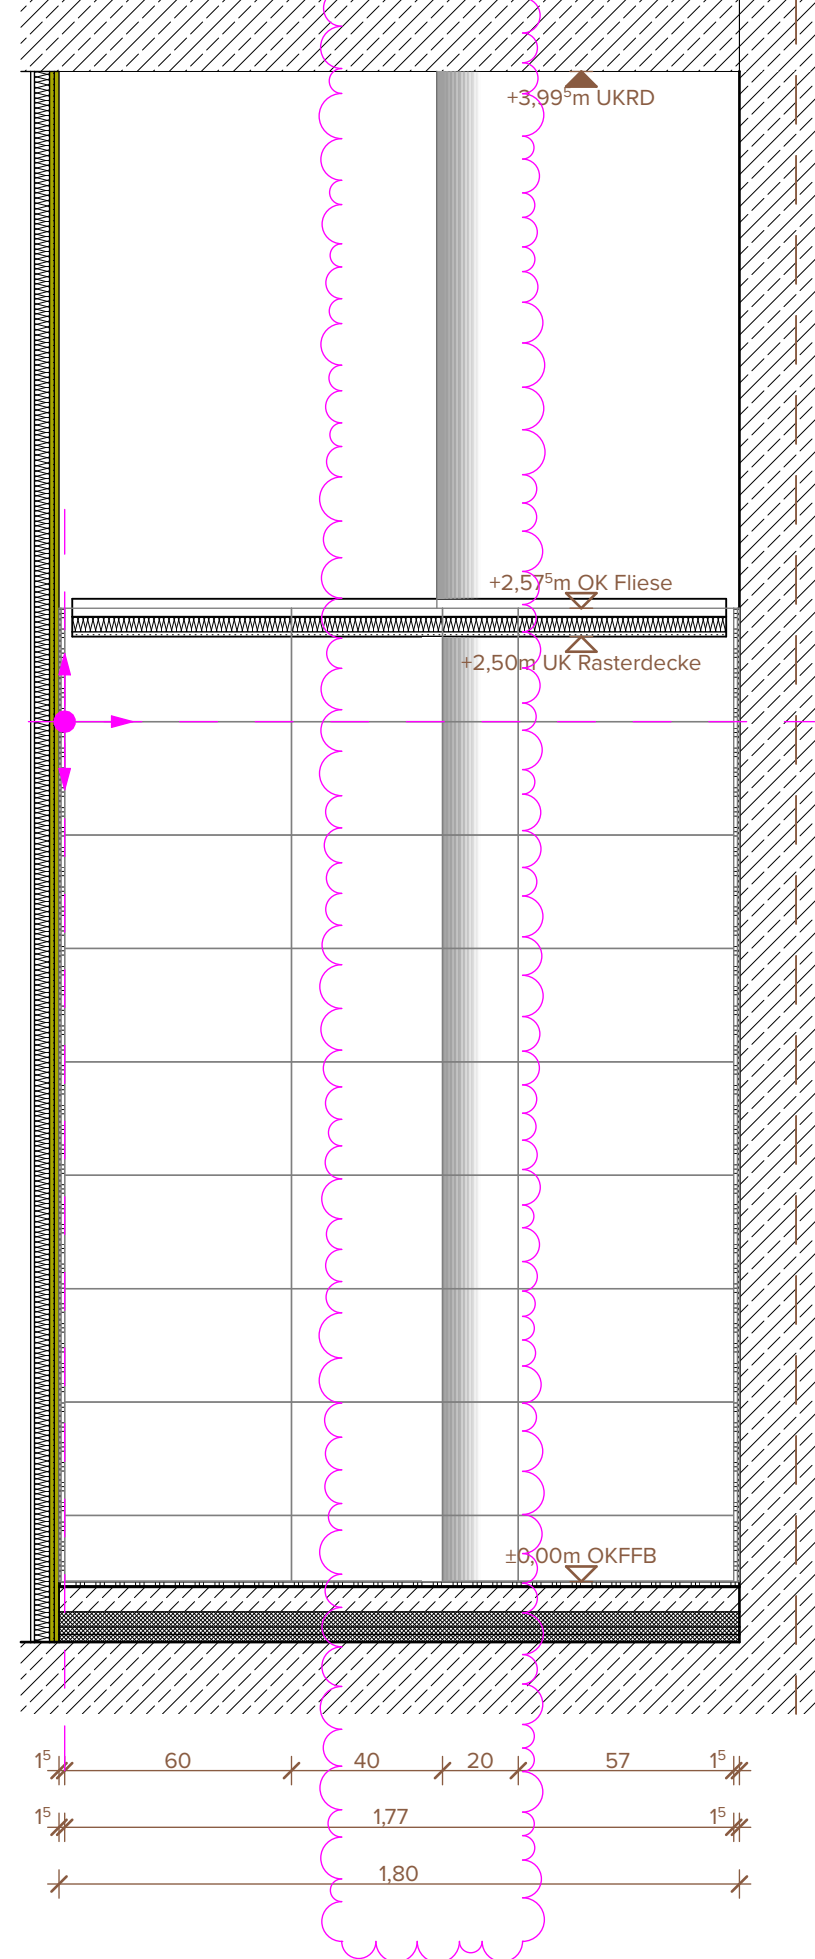 +3,99⁵m UKRD
+2,57⁵m OK Fliese
+2,50m UK Rasterdecke
±0,00m OKFFB
1⁵ 60 40 20 57 1⁵
1⁵ 1,77 1⁵
1,80